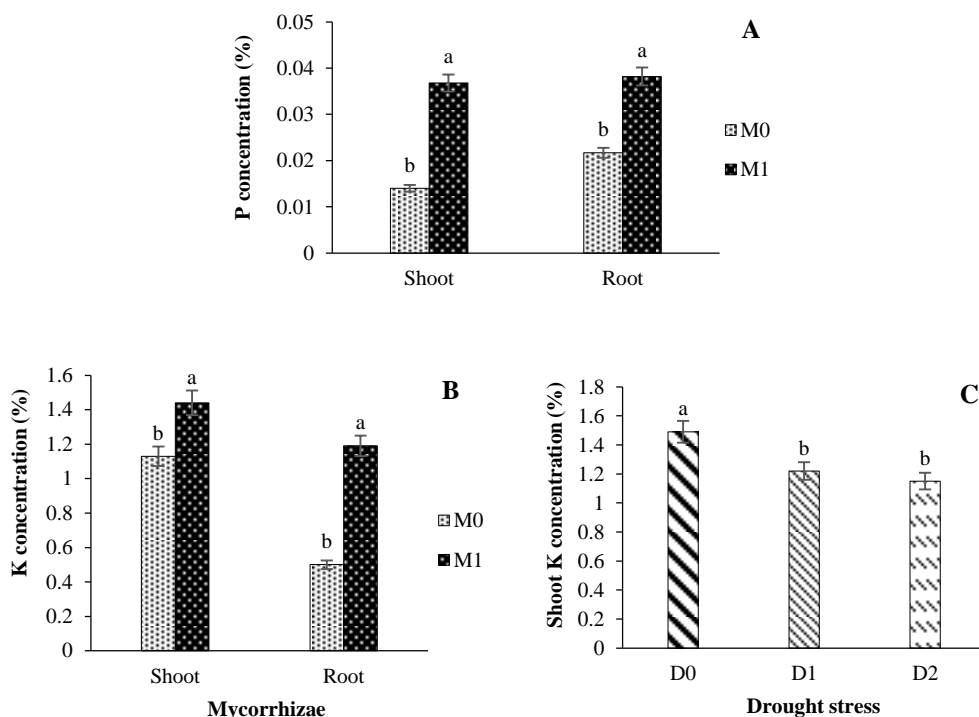 A
P concentration (%)
0.05
0.04
0.03
0.02
0.01
0
b
a
b
a
Shoot
Root
M0
M1
B
K concentration (%)
1.6
1.4
1.2
1
0.8
0.6
0.4
0.2
0
b
a
b
a
Shoot
Root
Mycorrhizae
M0
M1
C
Shoot K concentration (%)
1.8
1.6
1.4
1.2
1
0.8
0.6
0.4
0.2
0
a
b
b
D0
D1
D2
Drought stress